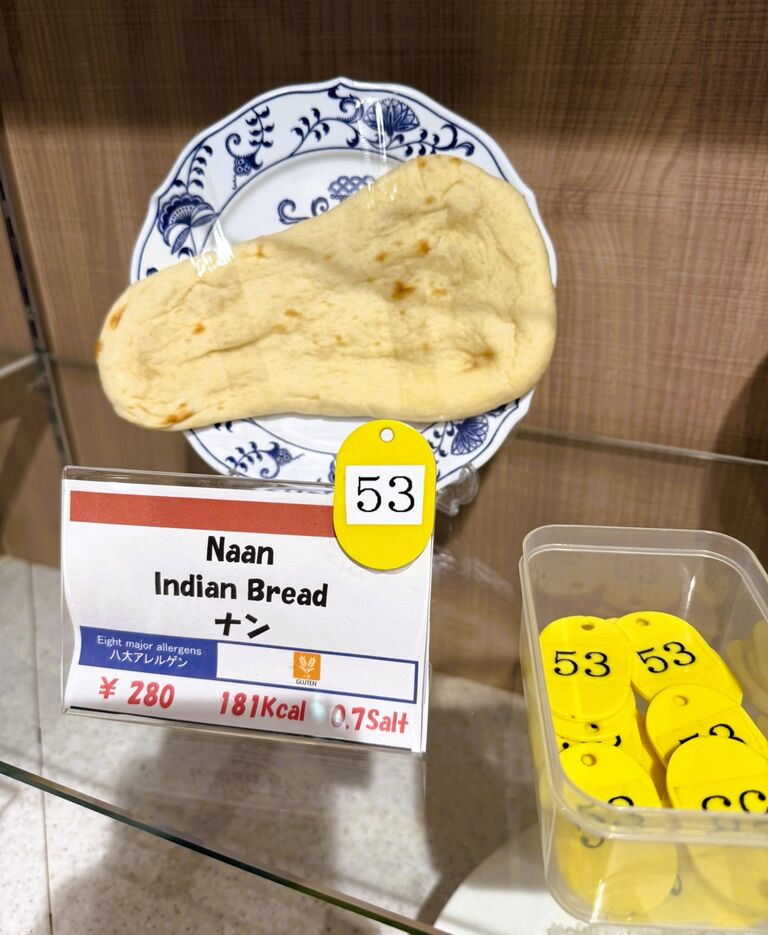 53
Naan
Indian Bread
ナン
Eight major allergens
八大アレルゲン
GLUTEN
¥ 280 181Kcal 0.7Salt
53
53
53